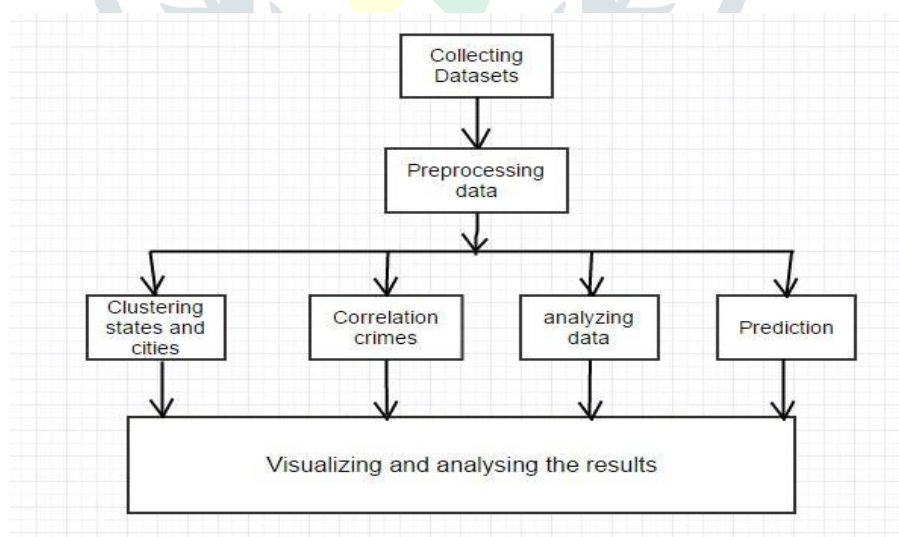 Collecting
Datasets
Preprocessing
data
Clustering
states and
cities
Correlation
crimes
analyzing
data
Prediction
Visualizing and analysing the results